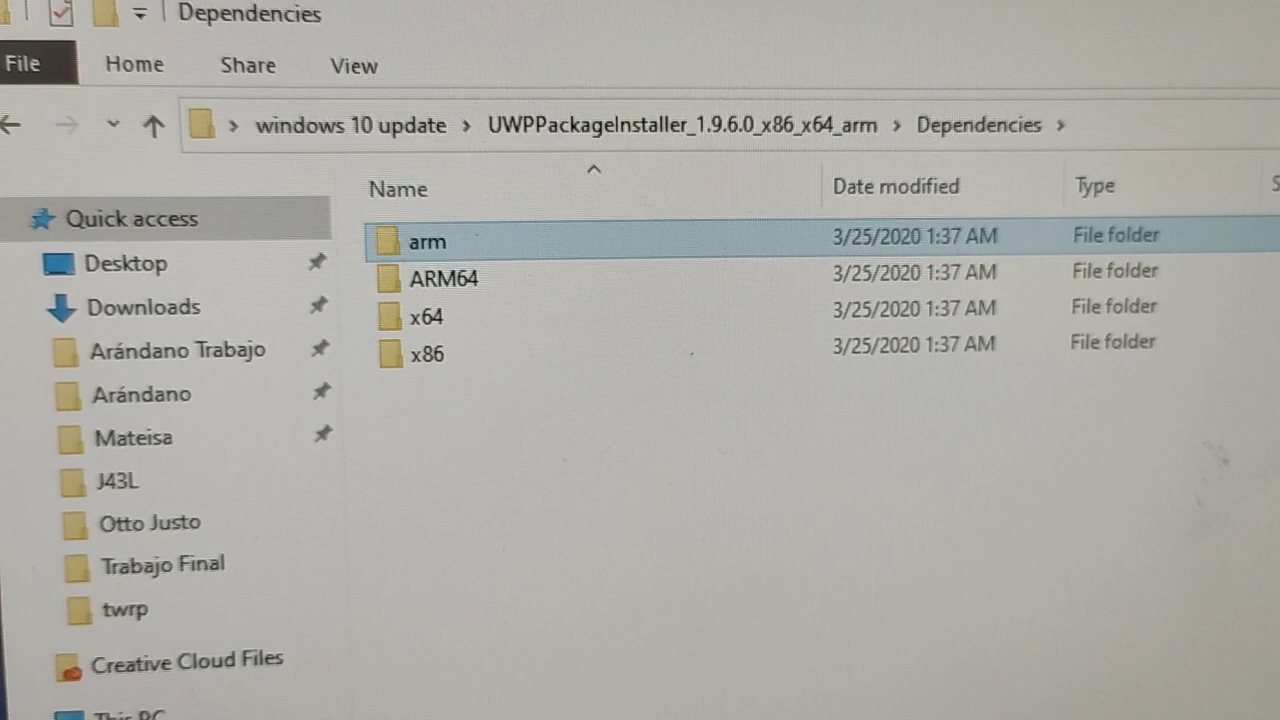 Dependencies
File Home Share View
windows 10 update > UWPPackageInstaller_1.9.6.0_x86_x64_arm > Dependencies >
Name Date modified Type
Quick access
arm 3/25/2020 1:37 AM File folder
Desktop
ARM64 3/25/2020 1:37 AM File folder
Downloads
x64 3/25/2020 1:37 AM File folder
Arándano Trabajo
x86 3/25/2020 1:37 AM File folder
Arándano
Mateisa
J43L
Otto Justo
Trabajo Final
twrp
Creative Cloud Files
This PC